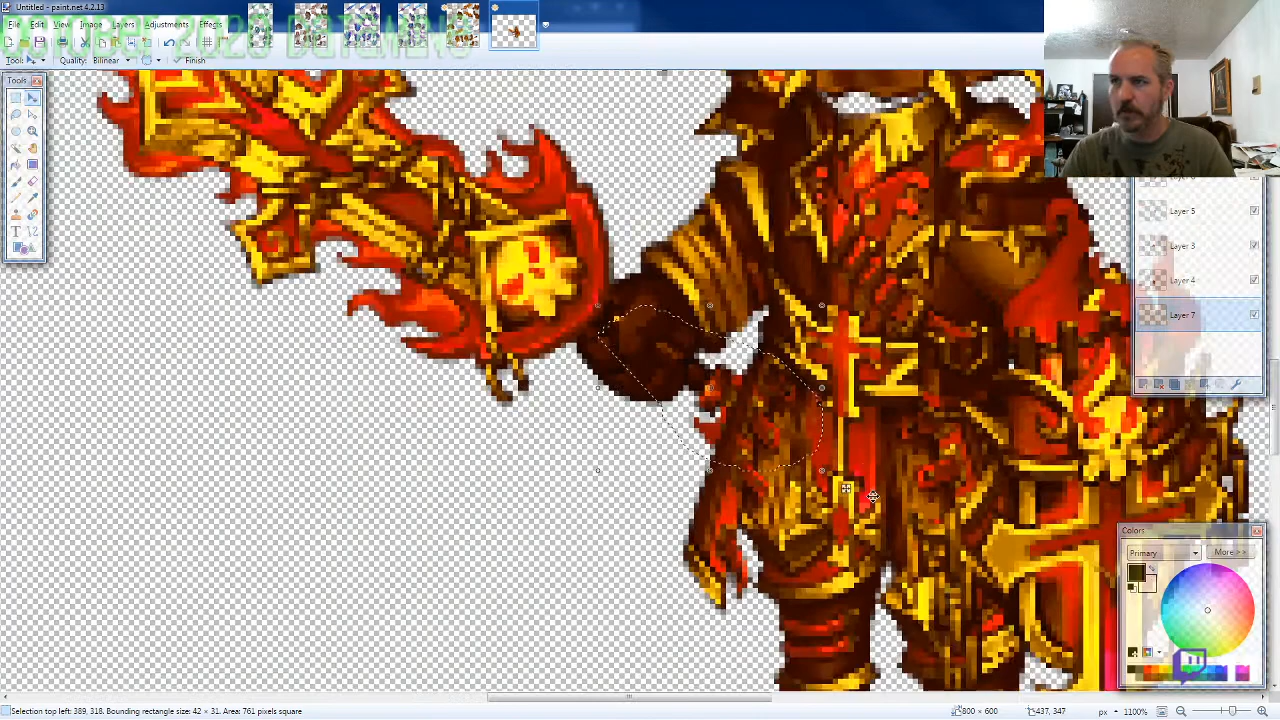 Untitled - paint.net 4.2.13
File Edit View Image Layers Adjustments Effects
Tool: Quality: Bilinear Finish
Tools
Layer 5
Layer 3
Layer 4
Layer 7
Colors
Primary More >>
Selection top left: 389, 318. Bounding rectangle size: 42 × 31. Area: 761 pixels square
800 × 600 437, 347 px 1100%